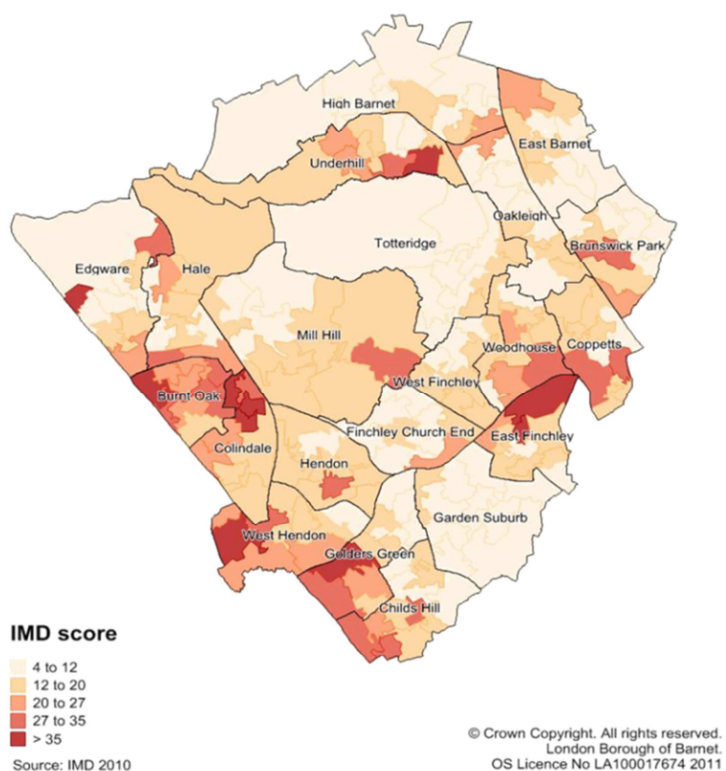 High Barnet
East Barnet
Underhill
Oakleigh
Totteridge
Brunswick Park
Edgware
Hale
Mill Hill
Woodhouse
Coppetts
West Finchley
Burnt Oak
Finchley Church End
East Finchley
Colindale
Hendon
Garden Suburb
West Hendon
Golders Green
Childs Hill
IMD score
4 to 12
12 to 20
20 to 27
27 to 35
> 35
Source: IMD 2010
© Crown Copyright. All rights reserved.
London Borough of Barnet.
OS Licence No LA100017674 2011